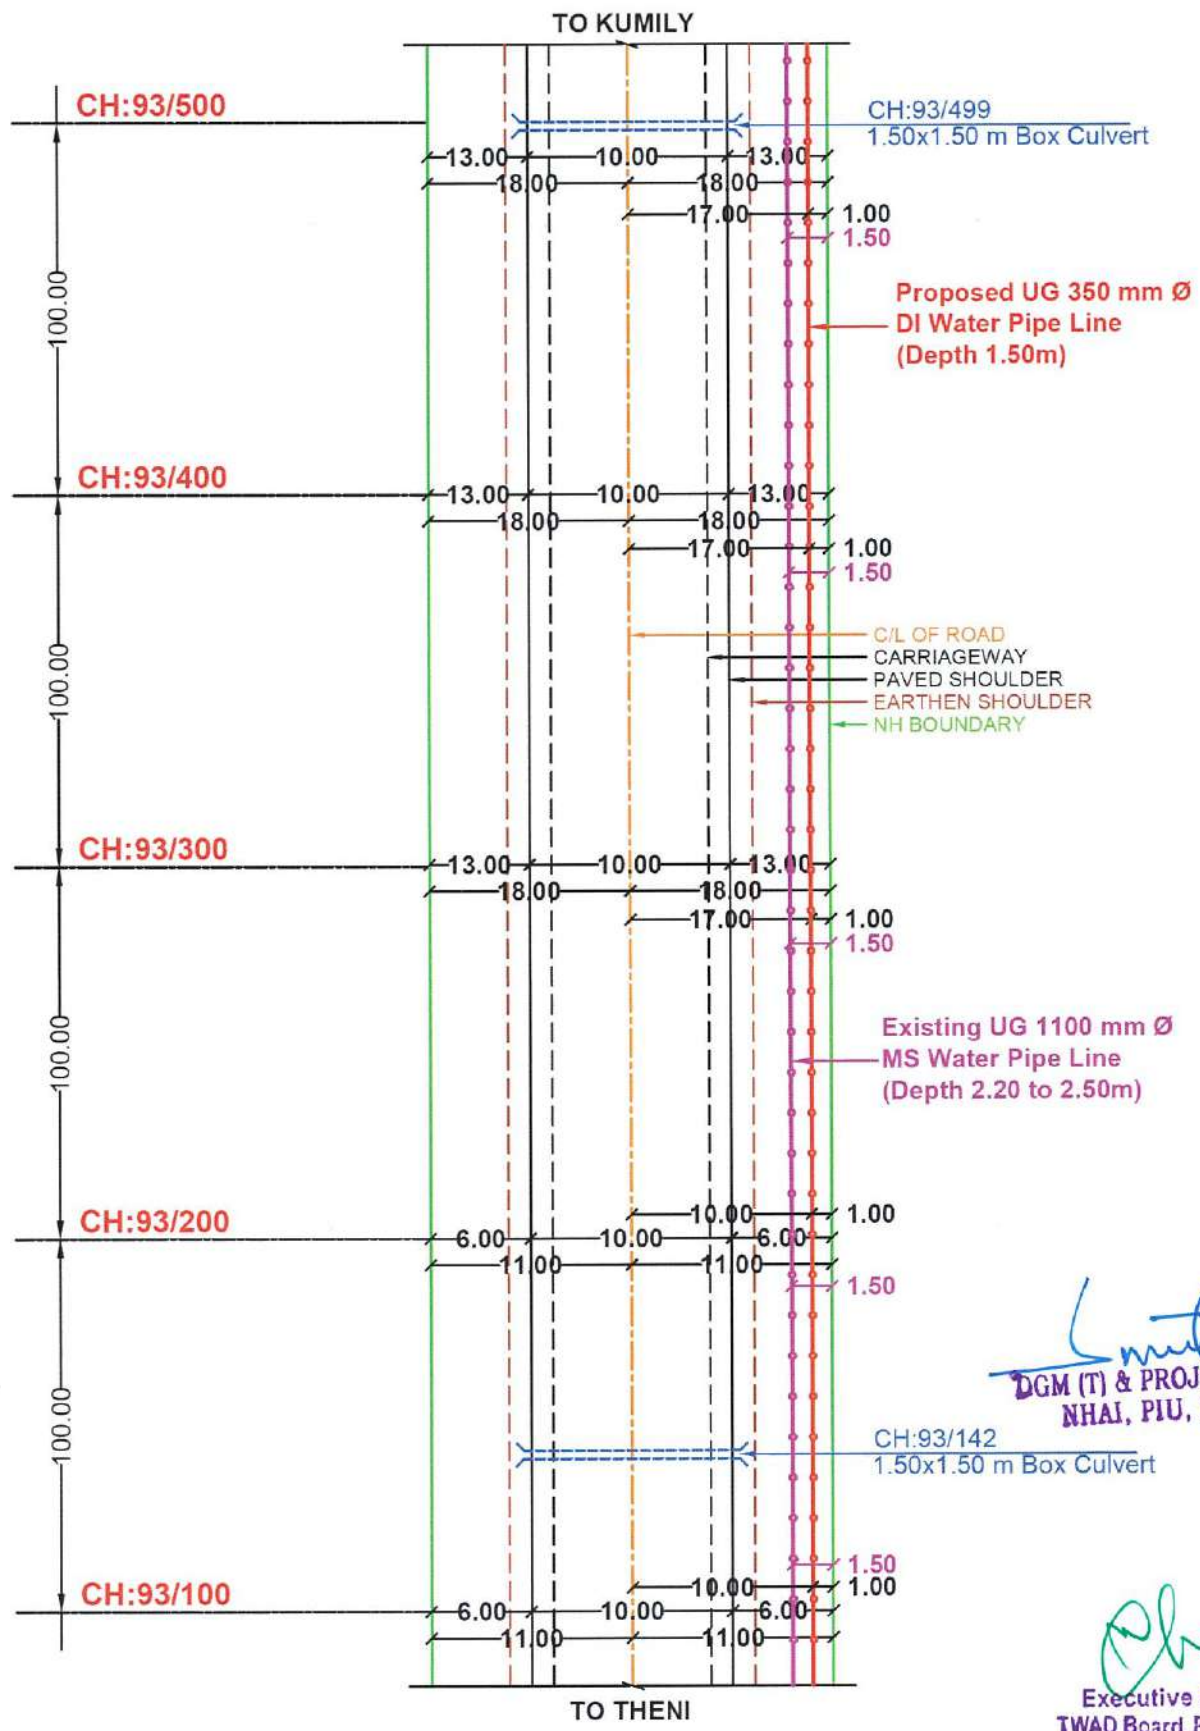 TO KUMILY
CH:93/500
CH:93/499
1.50x1.50 m Box Culvert
13.00 10.00 13.00
18.00 18.00
17.00 1.00
1.50
100.00
Proposed UG 350 mm Ø
DI Water Pipe Line
(Depth 1.50m)
CH:93/400
13.00 10.00 13.00
18.00 18.00
17.00 1.00
1.50
C/L OF ROAD
CARRIAGEWAY
PAVED SHOULDER
EARTHEN SHOULDER
NH BOUNDARY
100.00
CH:93/300
13.00 10.00 13.00
18.00 18.00
17.00 1.00
1.50
Existing UG 1100 mm Ø
MS Water Pipe Line
(Depth 2.20 to 2.50m)
100.00
10.00 1.00
CH:93/200
6.00 10.00 6.00
11.00 11.00
1.50
DGM (T) & PROJ
NHAI, PIU,
100.00
CH:93/142
1.50x1.50 m Box Culvert
1.50
10.00 1.00
CH:93/100
6.00 10.00 6.00
11.00 11.00
TO THENI
Executive
TWAD Board